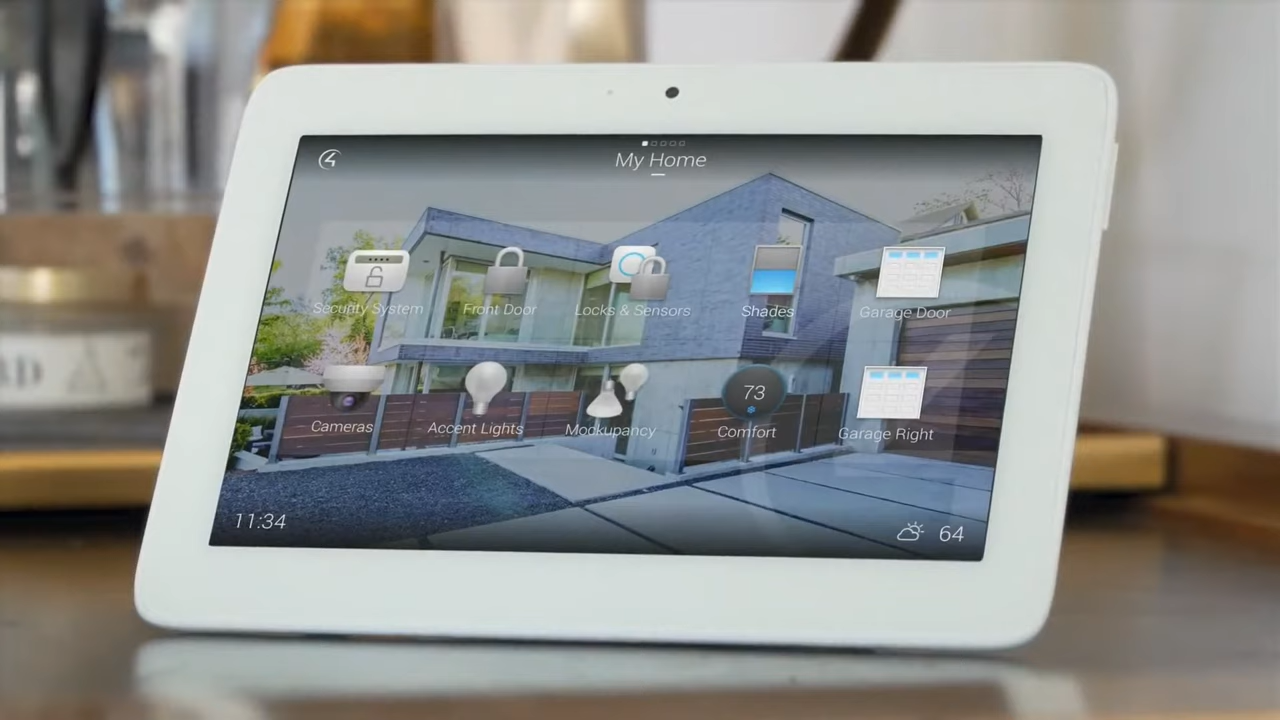 My Home
Security System
Front Door
Locks & Sensors
Shades
Garage Door
73
Cameras
Accent Lights
Mockupancy
Comfort
Garage Right
11:34
64